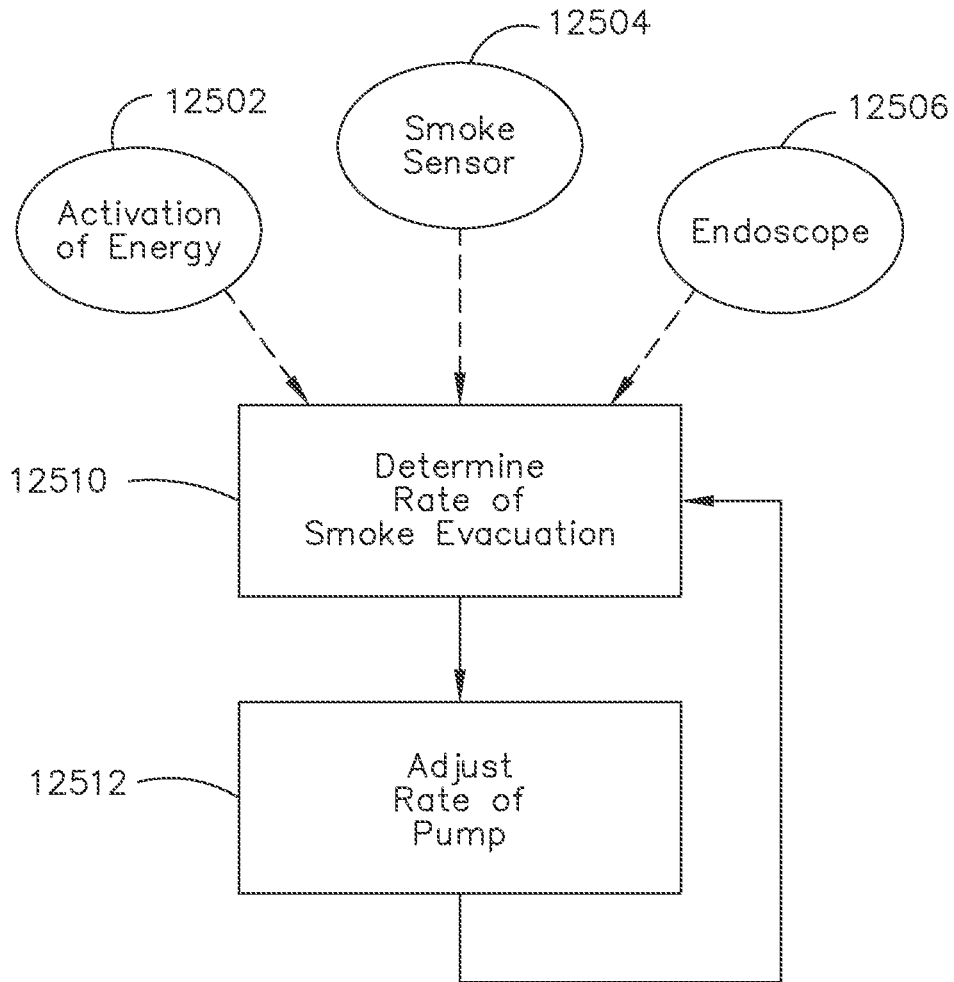 12504
12502
12506
Smoke
Sensor
Activation
of Energy
Endoscope
12510
Determine
Rate of
Smoke Evacuation
12512
Adjust
Rate of
Pump